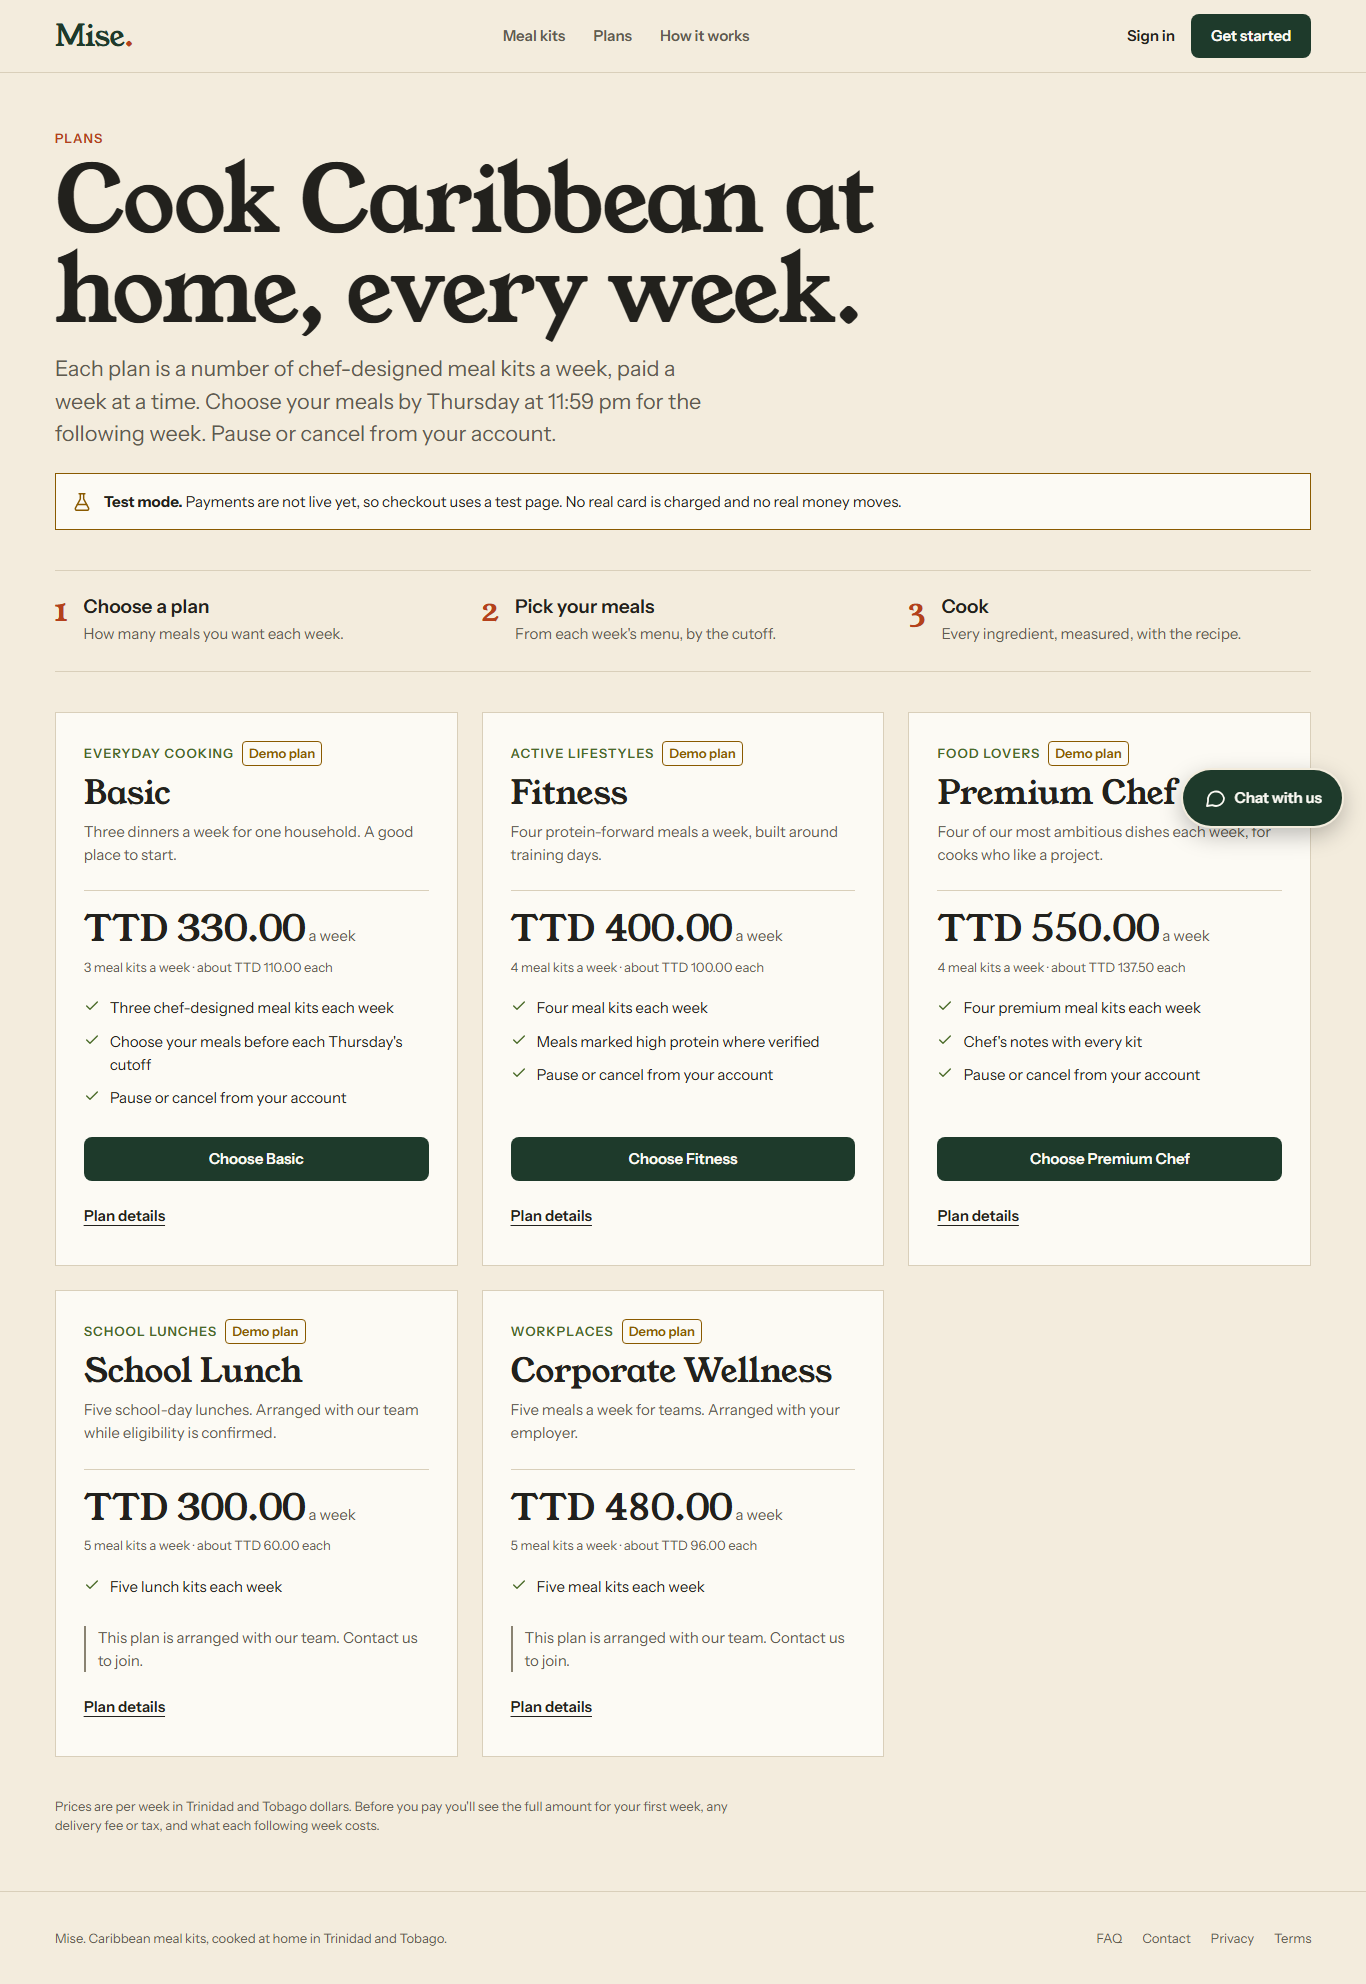 Mise.
Meal kits
Plans
How it works
Sign in
Get started
PLANS
Cook Caribbean at
home, every week.
Each plan is a number of chef-designed meal kits a week, paid a
week at a time. Choose your meals by Thursday at 11:59 pm for the
following week. Pause or cancel from your account.
Test mode. Payments are not live yet, so checkout uses a test page. No real card is charged and no real money moves.
1
Choose a plan
How many meals you want each week.
2
Pick your meals
From each week's menu, by the cutoff.
3
Cook
Every ingredient, measured, with the recipe.
EVERYDAY COOKING
Demo plan
Basic
Three dinners a week for one household. A good
place to start.
TTD 330.00 a week
3 meal kits a week · about TTD 110.00 each
Three chef-designed meal kits each week
Choose your meals before each Thursday's
cutoff
Pause or cancel from your account
Choose Basic
Plan details
ACTIVE LIFESTYLES
Demo plan
Fitness
Four protein-forward meals a week, built around
training days.
TTD 400.00 a week
4 meal kits a week · about TTD 100.00 each
Four meal kits each week
Meals marked high protein where verified
Pause or cancel from your account
Choose Fitness
Plan details
FOOD LOVERS
Demo plan
Premium Chef
Four of our most ambitious dishes each week, for
cooks who like a project.
TTD 550.00 a week
4 meal kits a week · about TTD 137.50 each
Four premium meal kits each week
Chef's notes with every kit
Pause or cancel from your account
Choose Premium Chef
Plan details
Chat with us
SCHOOL LUNCHES
Demo plan
School Lunch
Five school-day lunches. Arranged with our team
while eligibility is confirmed.
TTD 300.00 a week
5 meal kits a week · about TTD 60.00 each
Five lunch kits each week
This plan is arranged with our team. Contact us
to join.
Plan details
WORKPLACES
Demo plan
Corporate Wellness
Five meals a week for teams. Arranged with your
employer.
TTD 480.00 a week
5 meal kits a week · about TTD 96.00 each
Five meal kits each week
This plan is arranged with our team. Contact us
to join.
Plan details
Prices are per week in Trinidad and Tobago dollars. Before you pay you'll see the full amount for your first week, any
delivery fee or tax, and what each following week costs.
Mise. Caribbean meal kits, cooked at home in Trinidad and Tobago.
FAQ
Contact
Privacy
Terms